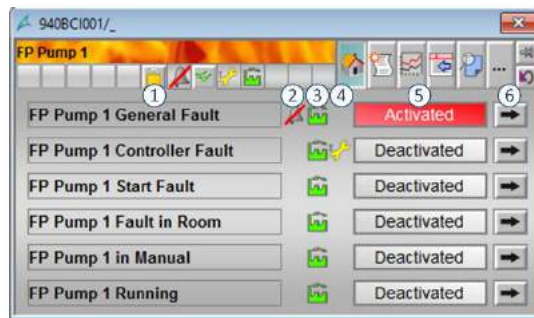 940BCI001/_
FP Pump 1
...
1 2 3 4 5 6
FP Pump 1 General Fault Activated
FP Pump 1 Controller Fault Deactivated
FP Pump 1 Start Fault Deactivated
FP Pump 1 Fault in Room Deactivated
FP Pump 1 in Manual Deactivated
FP Pump 1 Running Deactivated